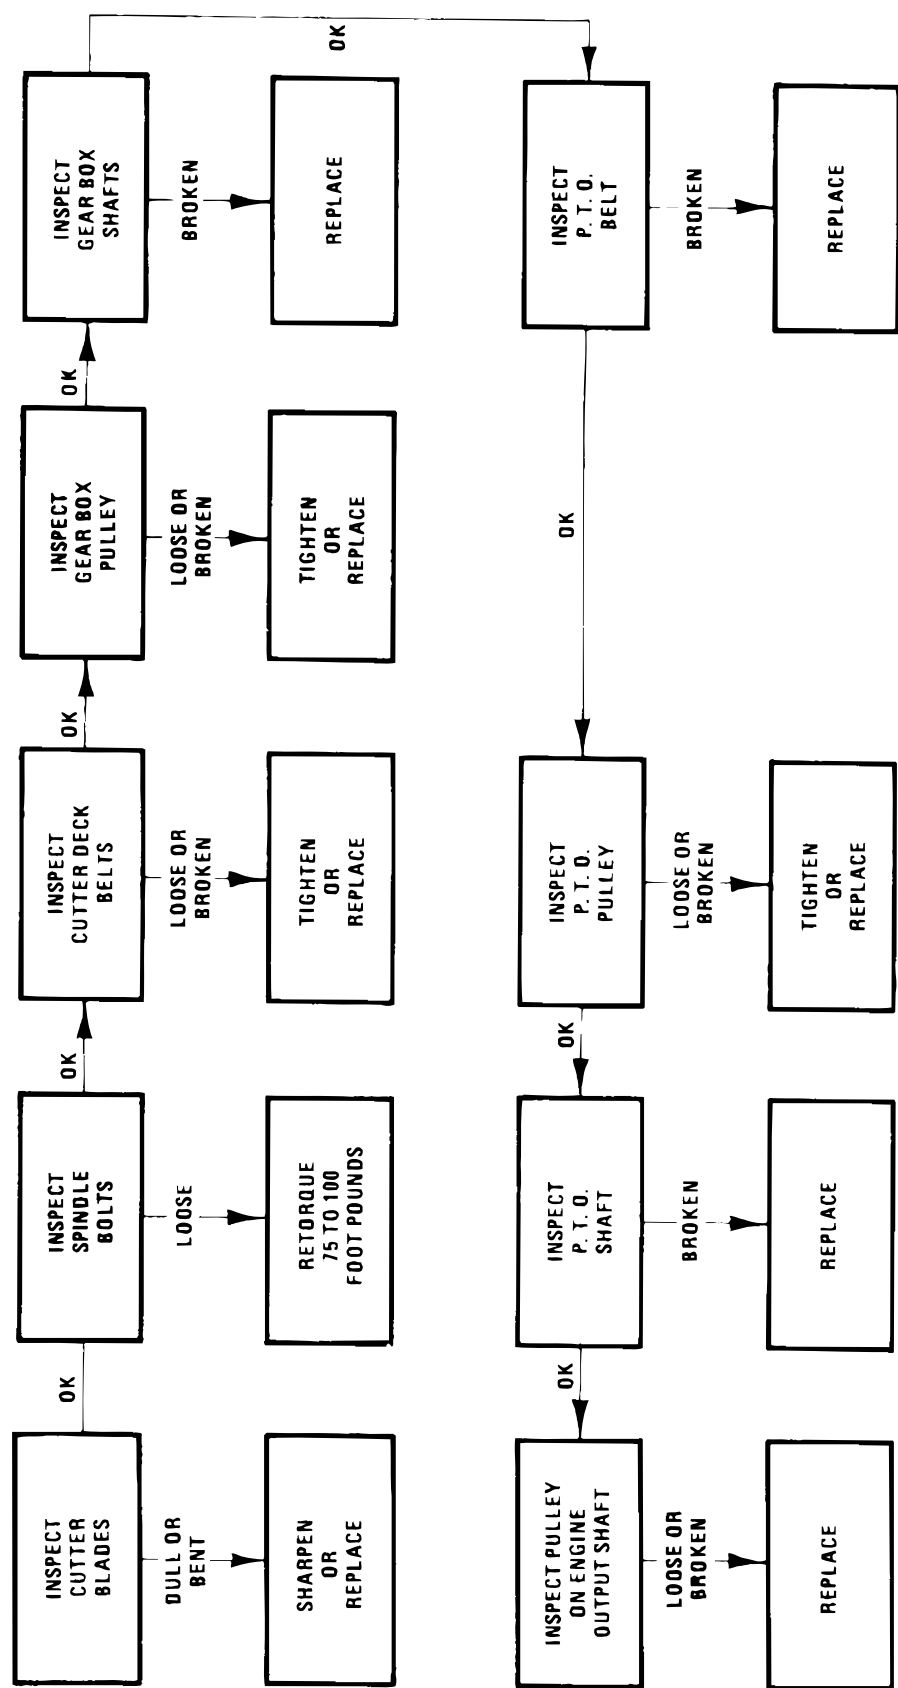 INSPECT
CUTTER
BLADES
OK
INSPECT
SPINDLE
BOLTS
OK
INSPECT
CUTTER DECK
BELTS
OK
INSPECT
GEAR BOX
PULLEY
OK
INSPECT
GEAR BOX
SHAFTS
OK
DULL OR
BENT
LOOSE
LOOSE OR
BROKEN
LOOSE OR
BROKEN
BROKEN
SHARPEN
OR
REPLACE
RETORQUE
75 TO 100
FOOT POUNDS
TIGHTEN
OR
REPLACE
TIGHTEN
OR
REPLACE
REPLACE
INSPECT PULLEY
ON ENGINE
OUTPUT SHAFT
OK
INSPECT
P. T. O.
SHAFT
OK
INSPECT
P. T. O.
PULLEY
OK
INSPECT
P. T. O.
BELT
LOOSE OR
BROKEN
BROKEN
LOOSE OR
BROKEN
BROKEN
REPLACE
REPLACE
TIGHTEN
OR
REPLACE
REPLACE